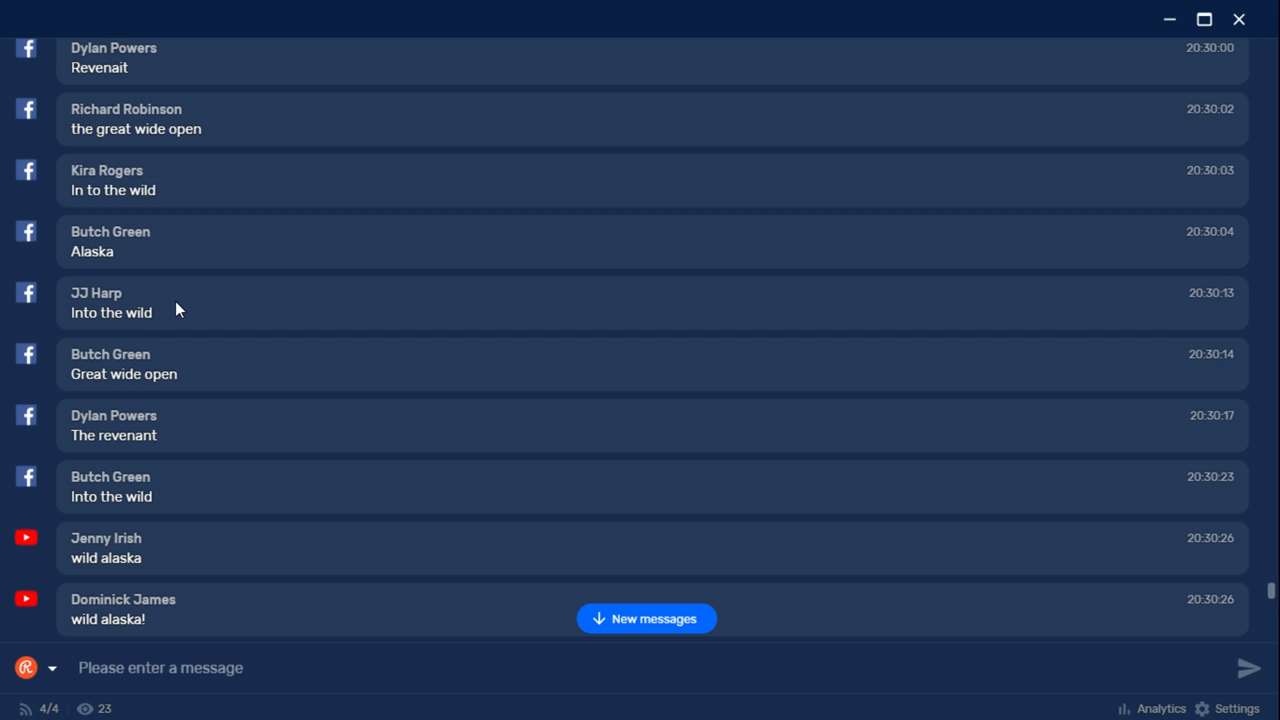 Dylan Powers 20:30:00
Revenait
Richard Robinson 20:30:02
the great wide open
Kira Rogers 20:30:03
In to the wild
Butch Green 20:30:04
Alaska
JJ Harp 20:30:13
Into the wild
Butch Green 20:30:14
Great wide open
Dylan Powers 20:30:17
The revenant
Butch Green 20:30:23
Into the wild
Jenny Irish 20:30:26
wild alaska
Dominick James 20:30:26
wild alaska!
New messages
Please enter a message
4/4 23 Analytics Settings